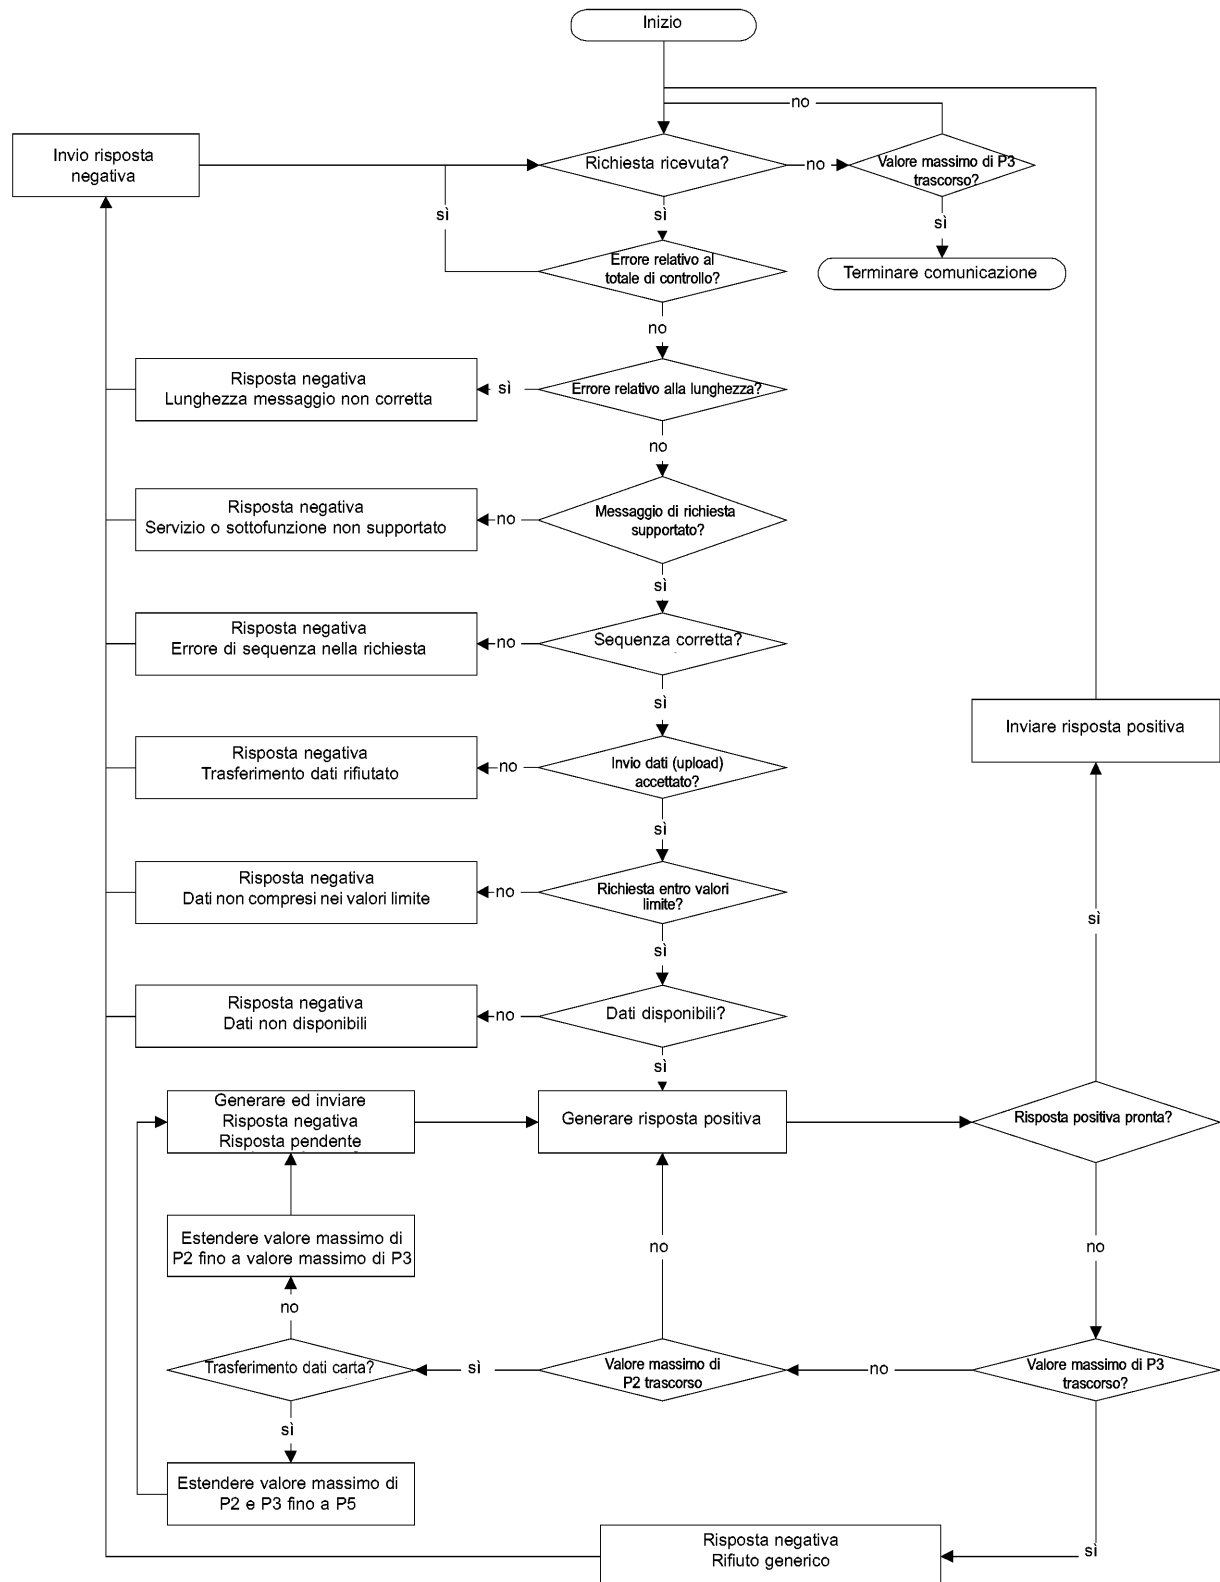 Inizio
no
Invio risposta
negativa
Richiesta ricevuta?
no
Valore massimo di P3
trascorso?
sì
sì
sì
Errore relativo al
totale di controllo?
Terminare comunicazione
no
Risposta negativa
Lunghezza messaggio non corretta
sì
Errore relativo alla lunghezza?
no
Risposta negativa
Servizio o sottofunzione non supportato
no
Messaggio di richiesta
supportato?
sì
Risposta negativa
Errore di sequenza nella richiesta
no
Sequenza corretta?
sì
Inviare risposta positiva
Risposta negativa
Trasferimento dati rifiutato
no
Invio dati (upload)
accettato?
sì
Risposta negativa
Dati non compresi nei valori limite
no
Richiesta entro valori
limite?
sì
sì
Risposta negativa
Dati non disponibili
no
Dati disponibili?
sì
Generare ed inviare
Risposta negativa
Risposta pendente
Generare risposta positiva
Risposta positiva pronta?
Estendere valore massimo di
P2 fino a valore massimo di P3
no
no
no
Trasferimento dati carta?
sì
Valore massimo di
P2 trascorso
no
Valore massimo di P3
trascorso?
sì
Estendere valore massimo di
P2 e P3 fino a P5
Risposta negativa
Rifiuto generico
sì